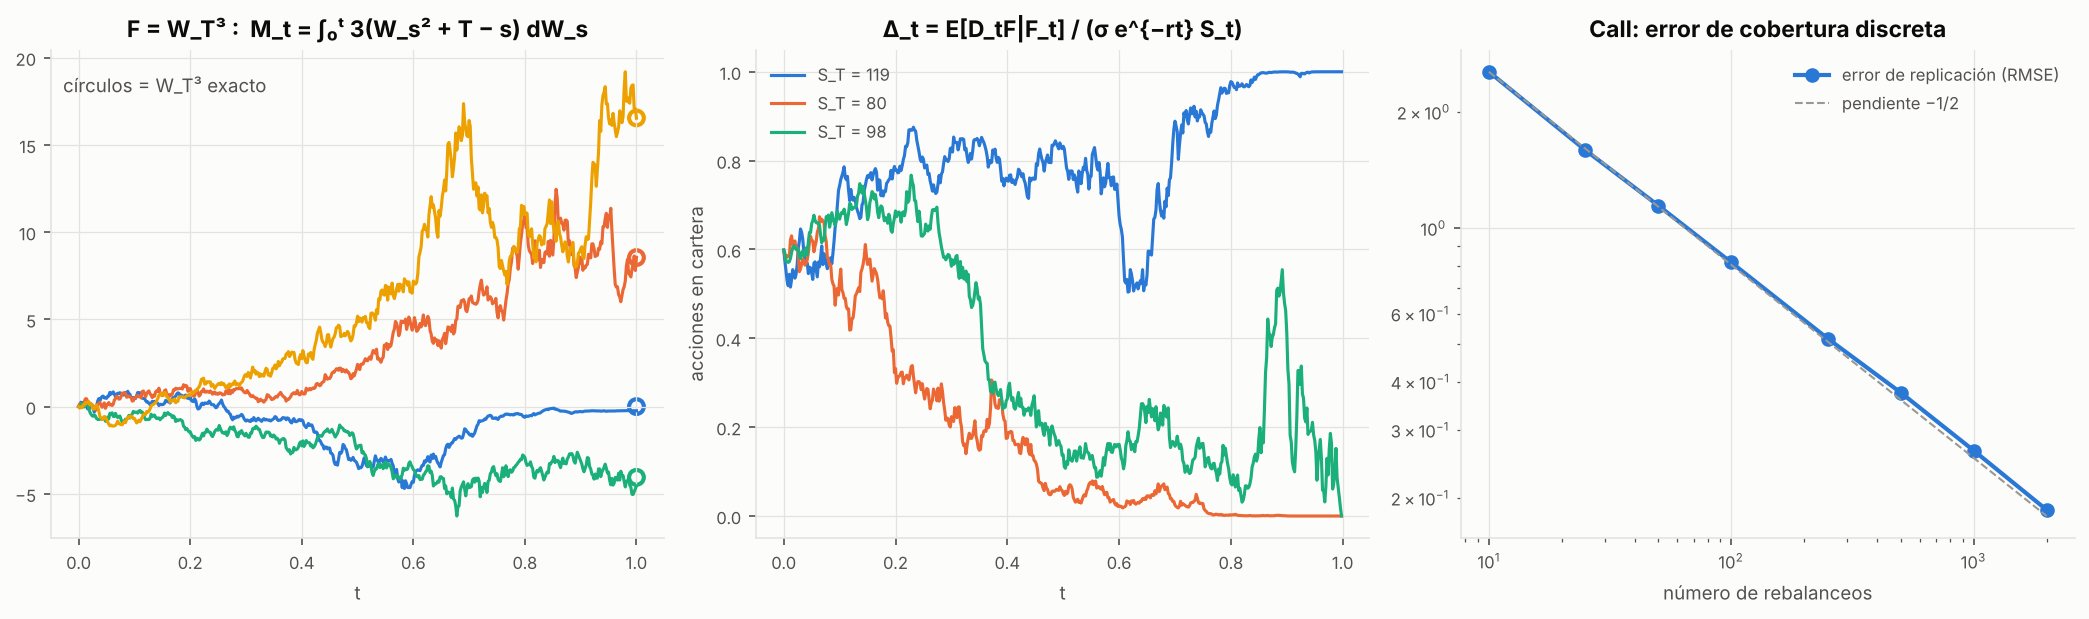 F = W_T³ :  M_t = ∫₀ᵗ 3(W_s² + T − s) dW_s
círculos = W_T³ exacto
20
15
10
5
0
−5
0.0 0.2 0.4 0.6 0.8 1.0
t
Δ_t = E[D_tF|F_t] / (σ e^{−rt} S_t)
S_T = 119
S_T = 80
S_T = 98
acciones en cartera
1.0
0.8
0.6
0.4
0.2
0.0
0.0 0.2 0.4 0.6 0.8 1.0
t
Call: error de cobertura discreta
error de replicación (RMSE)
pendiente −1/2
2 × 10⁰
10⁰
6 × 10⁻¹
4 × 10⁻¹
3 × 10⁻¹
2 × 10⁻¹
10¹ 10² 10³
número de rebalanceos